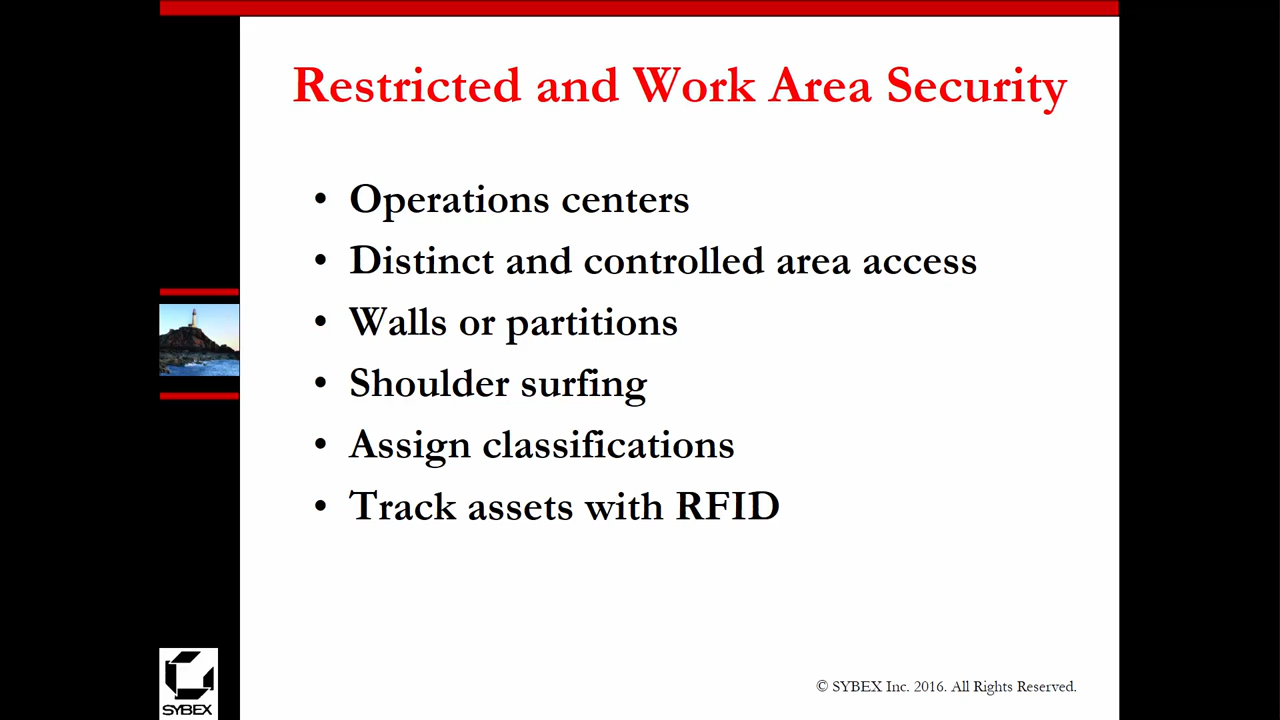 Restricted and Work Area Security
• Operations centers
• Distinct and controlled area access
• Walls or partitions
• Shoulder surfing
• Assign classifications
• Track assets with RFID
© SYBEX Inc. 2016. All Rights Reserved.
SYBEX